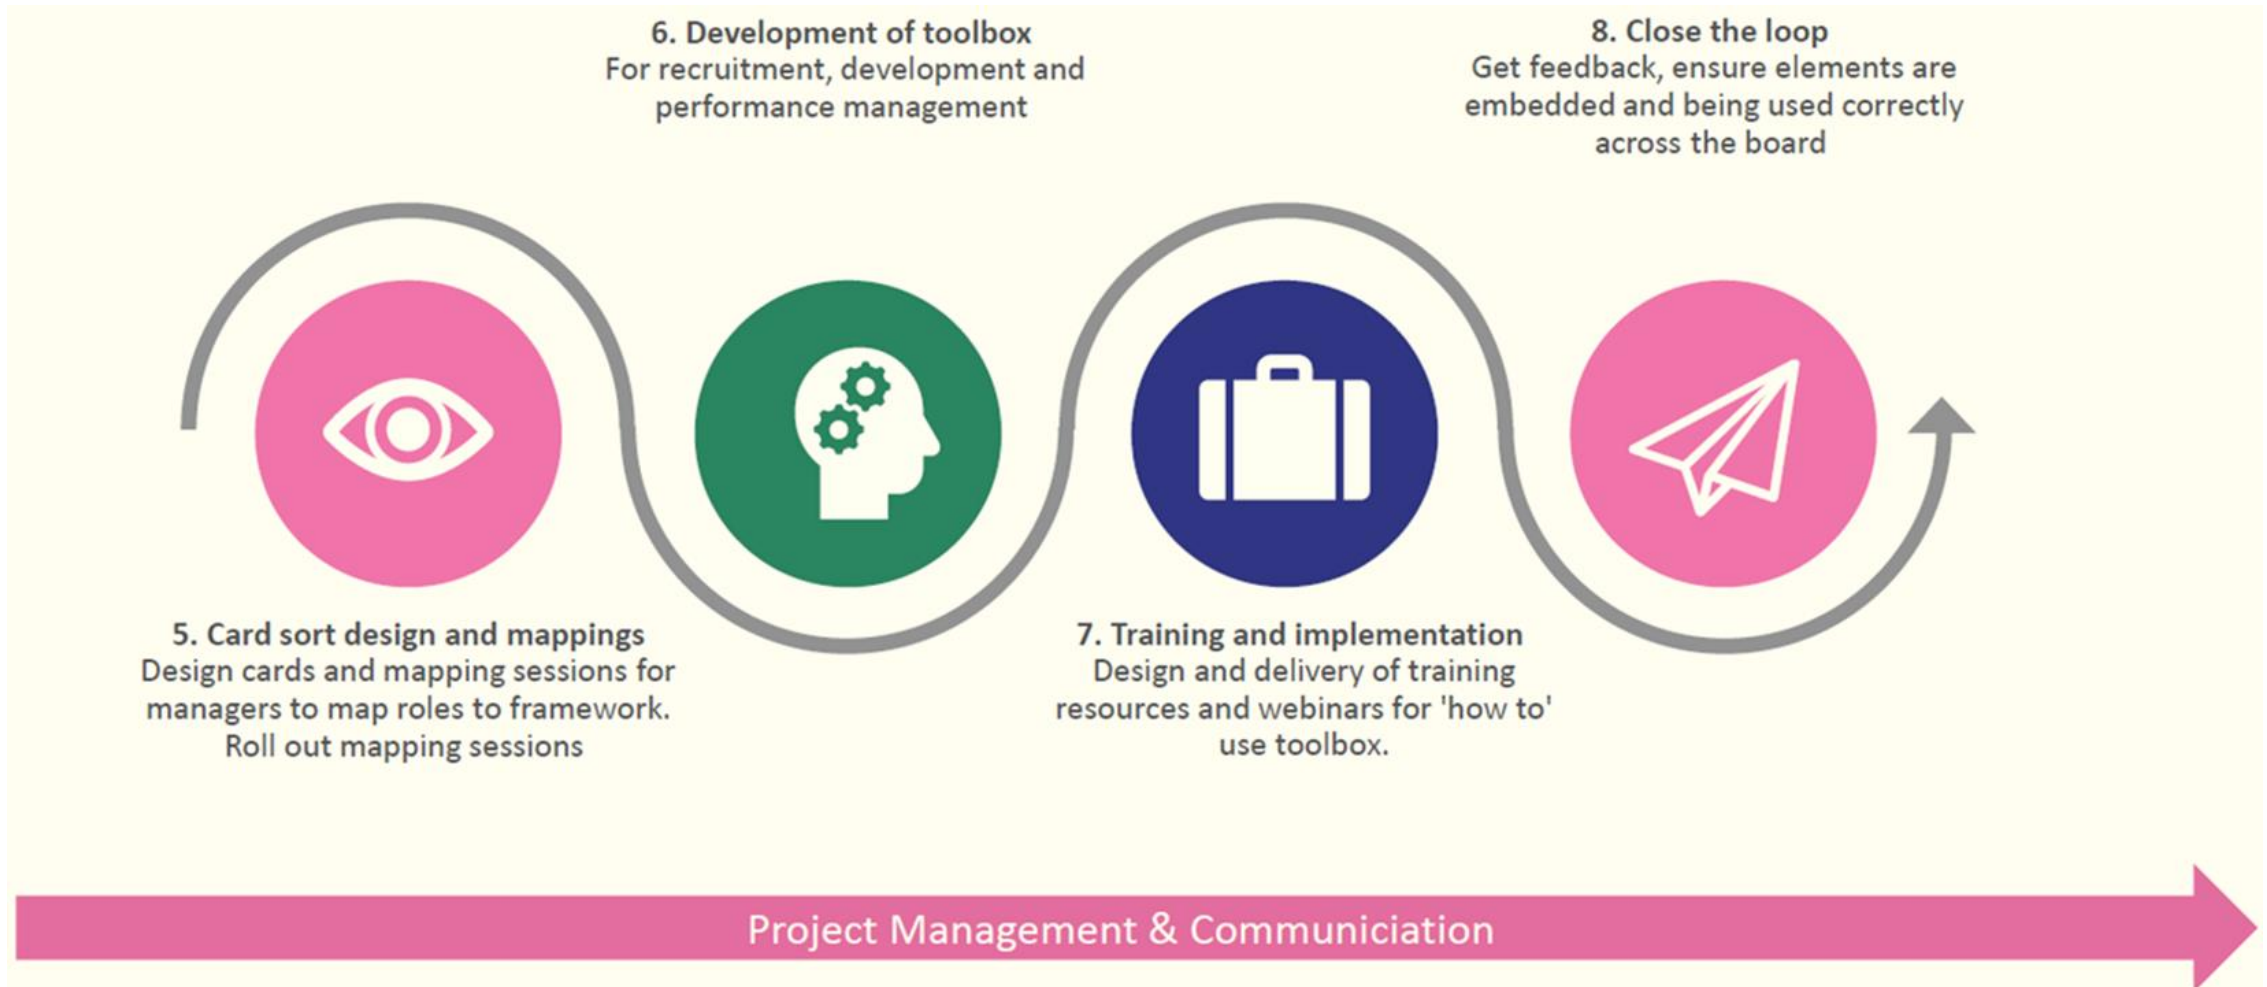 5. Card sort design and mappings
Design cards and mapping sessions for
managers to map roles to framework.
Roll out mapping sessions
6. Development of toolbox
For recruitment, development and
performance management
7. Training and implementation
Design and delivery of training
resources and webinars for 'how to'
use toolbox.
8. Close the loop
Get feedback, ensure elements are
embedded and being used correctly
across the board
Project Management & Communiciation